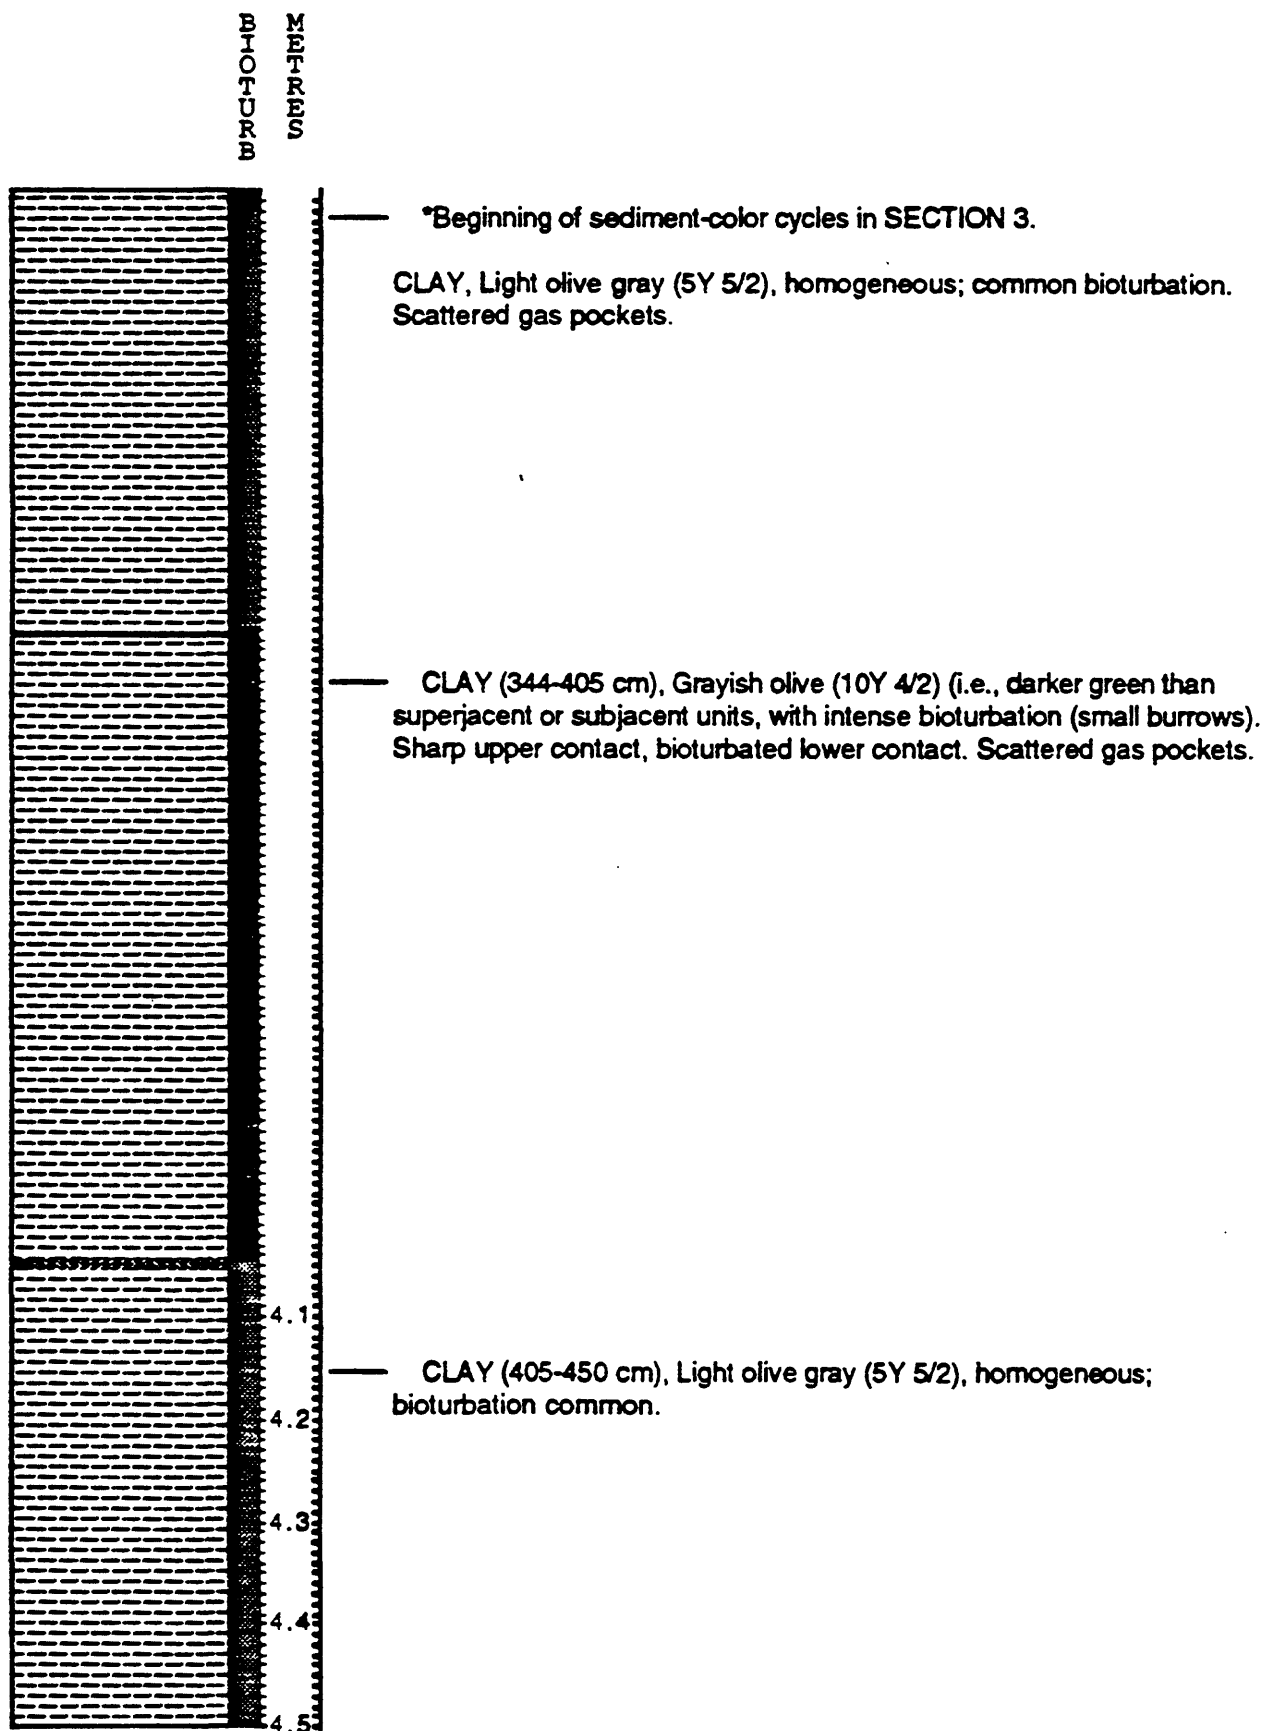 BIOTURB
METRES
*Beginning of sediment-color cycles in SECTION 3.
CLAY, Light olive gray (5Y 5/2), homogeneous; common bioturbation.
Scattered gas pockets.
CLAY (344-405 cm), Grayish olive (10Y 4/2) (i.e., darker green than
superjacent or subjacent units, with intense bioturbation (small burrows).
Sharp upper contact, bioturbated lower contact. Scattered gas pockets.
4.1
CLAY (405-450 cm), Light olive gray (5Y 5/2), homogeneous;
bioturbation common.
4.2
4.3
4.4
4.5